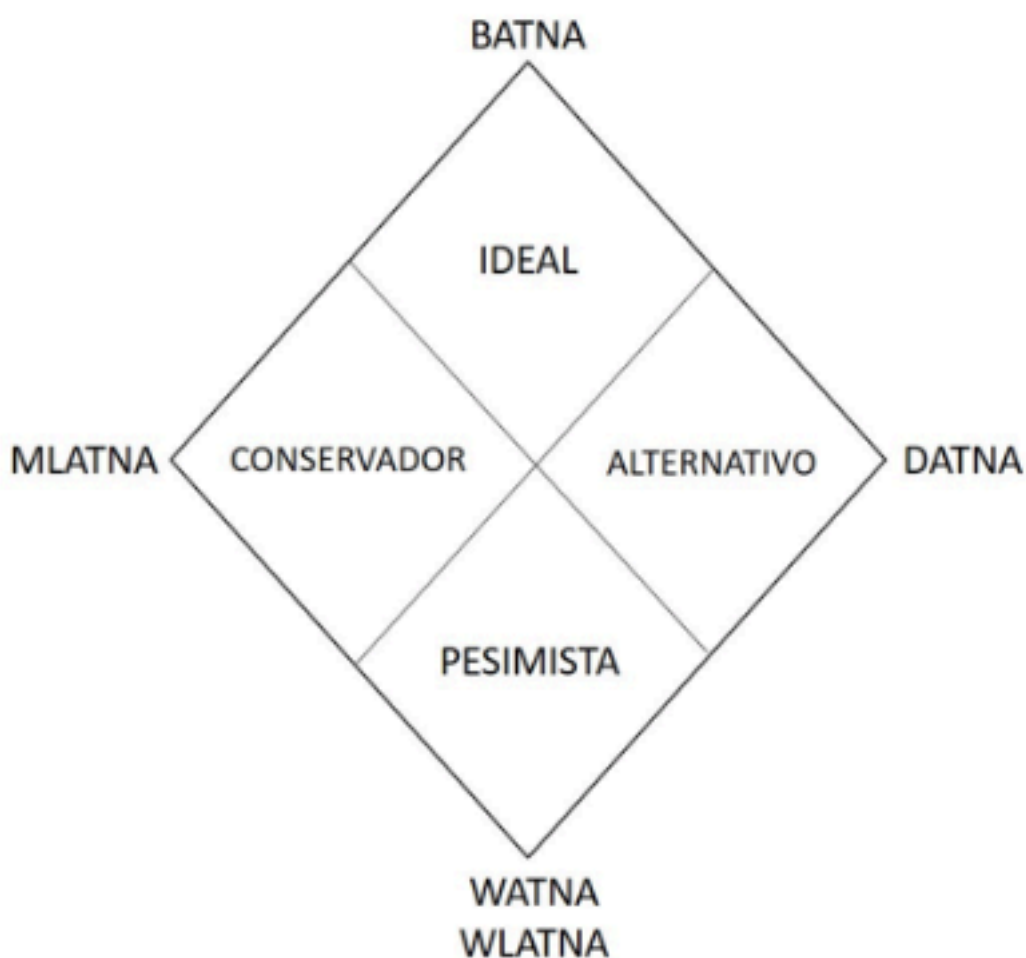 BATNA
IDEAL
MLATNA
CONSERVADOR
ALTERNATIVO
DATNA
PESIMISTA
WATNA
WLATNA